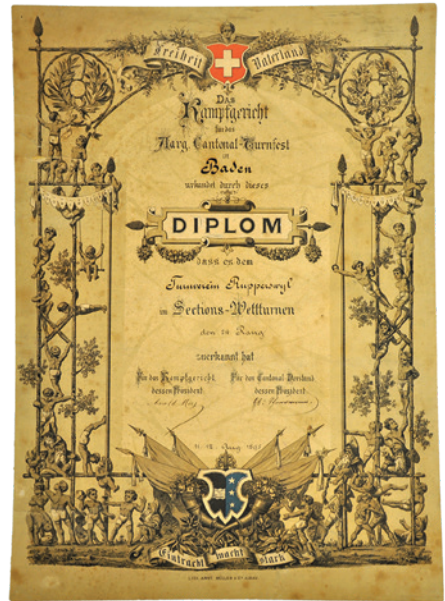 Freiheit Vaterland
Das
Kampfgericht
für das
Aarg. Cantonal-Turnfest
in
Baden
urkundet durch dieses
DIPLOM
dass es dem
Turnverein Rupperswyl
im Sections-Wettturnen
den Rang
zuerkannt hat
Für das Kampfgericht Für den Cantonal Vorstand
dessen Präsident dessen Präsident
Eintracht macht stark